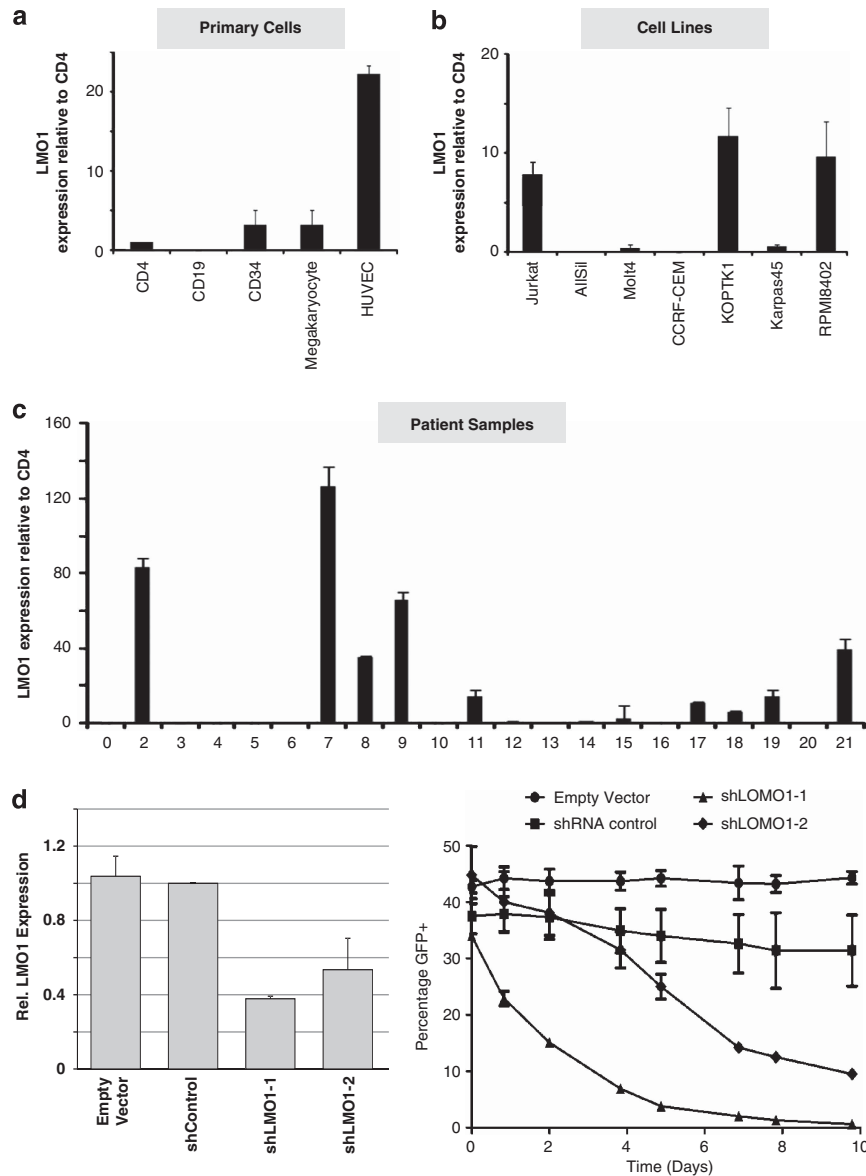 a
Primary Cells
LMO1
expression relative to CD4
20
10
0
CD4
CD19
CD34
Megakaryocyte
HUVEC
b
Cell Lines
LMO1
expression relative to CD4
20
10
0
Jurkat
AllSil
Molt4
CCRF-CEM
KOPTK1
Karpas45
RPMI8402
c
Patient Samples
LMO1 expression relative to CD4
160
120
80
40
0
0 2 3 4 5 6 7 8 9 10 11 12 13 14 15 16 17 18 19 20 21
d
Rel. LMO1 Expression
1.2
0.8
0.4
0
Empty
Vector
shControl
shLMO1-1
shLMO1-2
Empty Vector
shLOMO1-1
shRNA control
shLOMO1-2
Percentage GFP+
50
40
30
20
10
0
0 2 4 6 8 10
Time (Days)